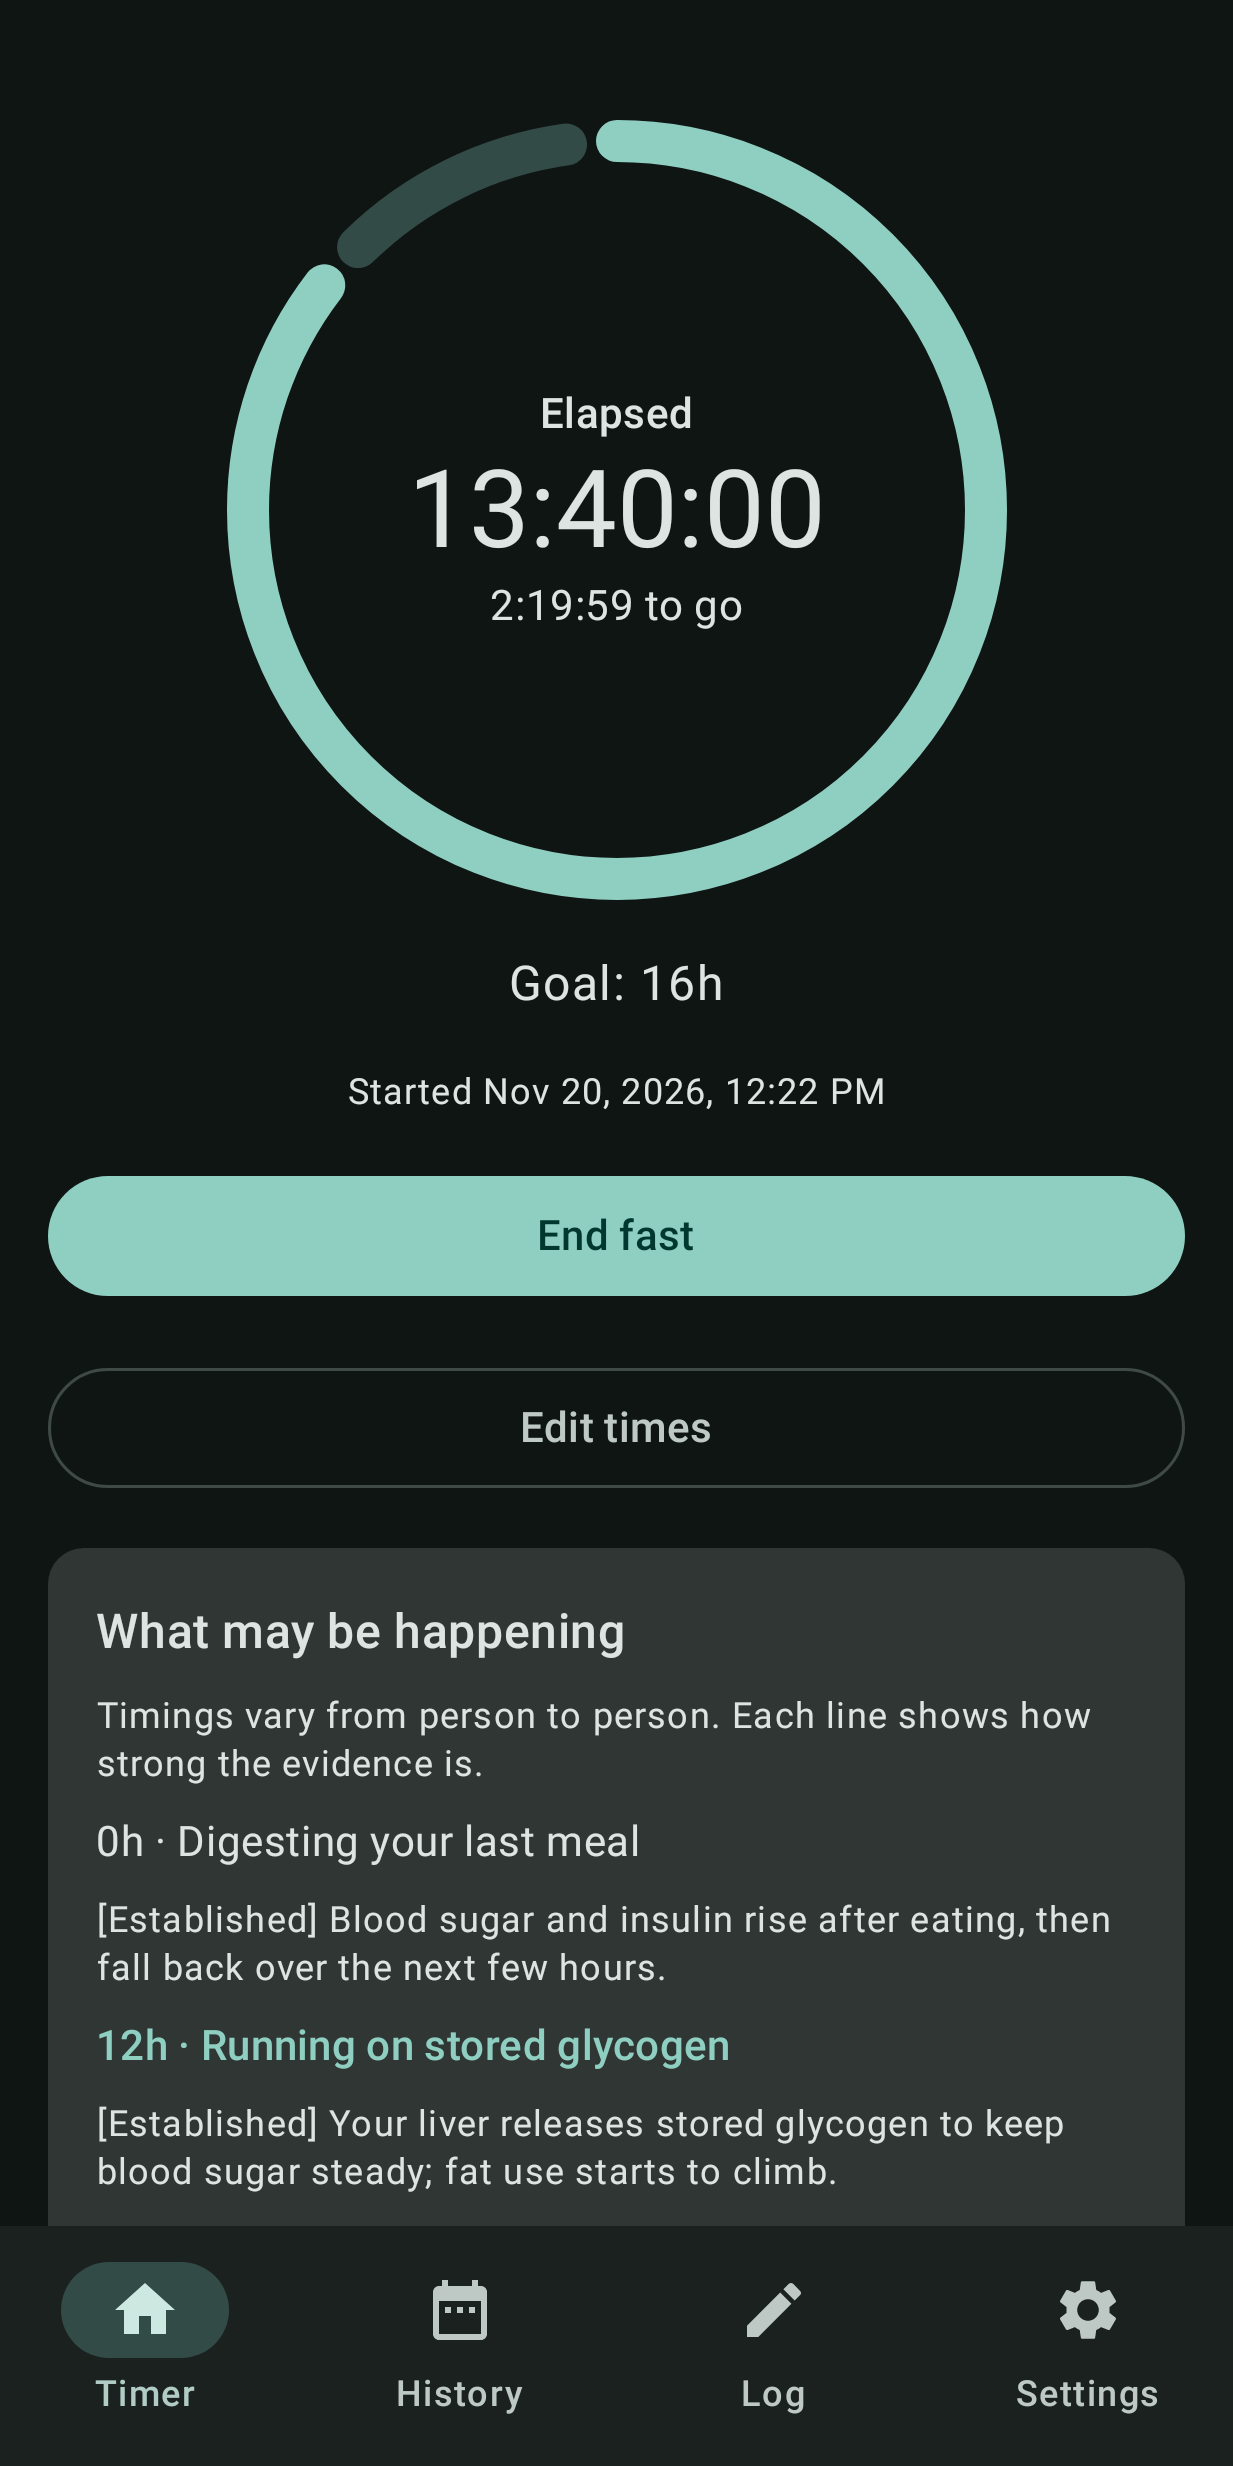 Elapsed
13:40:00
2:19:59 to go
Goal: 16h
Started Nov 20, 2026, 12:22 PM
End fast
Edit times
What may be happening
Timings vary from person to person. Each line shows how
strong the evidence is.
0h · Digesting your last meal
[Established] Blood sugar and insulin rise after eating, then
fall back over the next few hours.
12h · Running on stored glycogen
[Established] Your liver releases stored glycogen to keep
blood sugar steady; fat use starts to climb.
Timer
History
Log
Settings